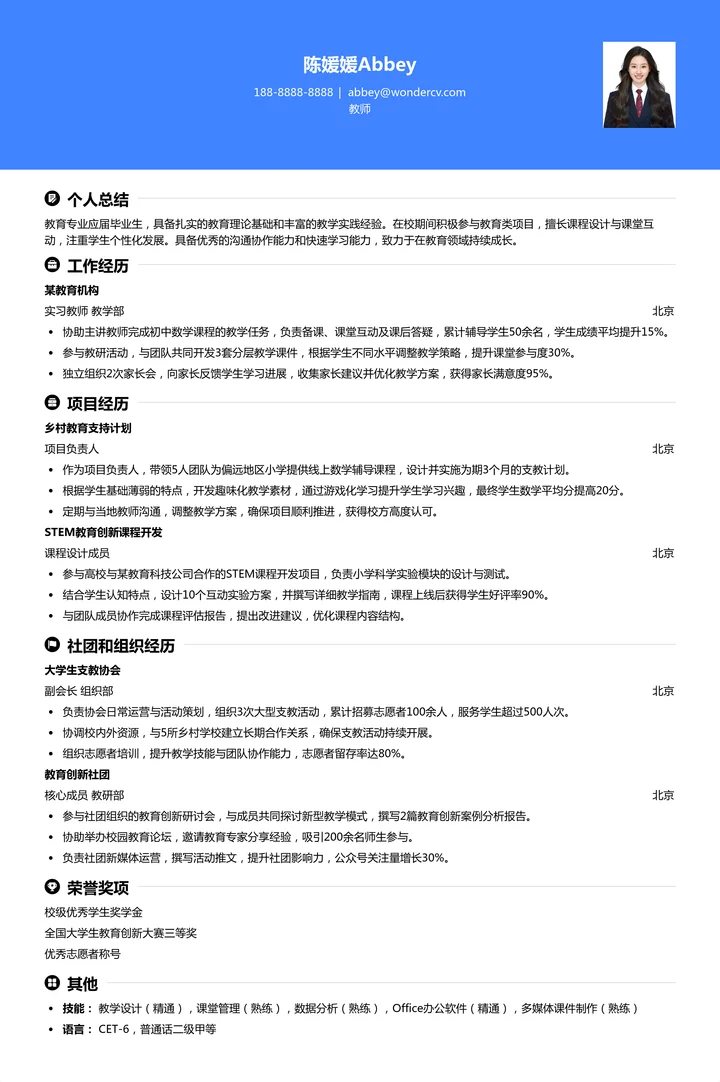 陈媛媛Abbey
188-8888-8888 | abbey@wondercv.com
教师
个人总结
教育专业应届毕业生，具备扎实的教育理论基础和丰富的教学实践经验。在校期间积极参与教育类项目，擅长课程设计与课堂互
动，注重学生个性化发展。具备优秀的沟通协作能力和快速学习能力，致力于在教育领域持续成长。
工作经历
某教育机构
实习教师 教学部 北京
• 协助主讲教师完成初中数学课程的教学任务，负责备课、课堂互动及课后答疑，累计辅导学生50余名，学生成绩平均提升15%。
• 参与教研活动，与团队共同开发3套分层教学课件，根据学生不同水平调整教学策略，提升课堂参与度30%。
• 独立组织2次家长会，向家长反馈学生学习进展，收集家长建议并优化教学方案，获得家长满意度95%。
项目经历
乡村教育支持计划
项目负责人 北京
• 作为项目负责人，带领5人团队为偏远地区小学提供线上数学辅导课程，设计并实施为期3个月的支教计划。
• 根据学生基础薄弱的特点，开发趣味化教学素材，通过游戏化学习提升学生学习兴趣，最终学生数学平均分提高20分。
• 定期与当地教师沟通，调整教学方案，确保项目顺利推进，获得校方高度认可。
STEM教育创新课程开发
课程设计成员 北京
• 参与高校与某教育科技公司合作的STEM课程开发项目，负责小学科学实验模块的设计与测试。
• 结合学生认知特点，设计10个互动实验方案，并撰写详细教学指南，课程上线后获得学生好评率90%。
• 与团队成员协作完成课程评估报告，提出改进建议，优化课程内容结构。
社团和组织经历
大学生支教协会
副会长 组织部 北京
• 负责协会日常运营与活动策划，组织3次大型支教活动，累计招募志愿者100余人，服务学生超过500人次。
• 协调校内外资源，与5所乡村学校建立长期合作关系，确保支教活动持续开展。
• 组织志愿者培训，提升教学技能与团队协作能力，志愿者留存率达80%。
教育创新社团
核心成员 教研部 北京
• 参与社团组织的教育创新研讨会，与成员共同探讨新型教学模式，撰写2篇教育创新案例分析报告。
• 协助举办校园教育论坛，邀请教育专家分享经验，吸引200余名师生参与。
• 负责社团新媒体运营，撰写活动推文，提升社团影响力，公众号关注量增长30%。
荣誉奖项
校级优秀学生奖学金
全国大学生教育创新大赛三等奖
优秀志愿者称号
其他
• 技能： 教学设计（精通），课堂管理（熟练），数据分析（熟练），Office办公软件（精通），多媒体课件制作（熟练）
• 语言： CET-6，普通话二级甲等